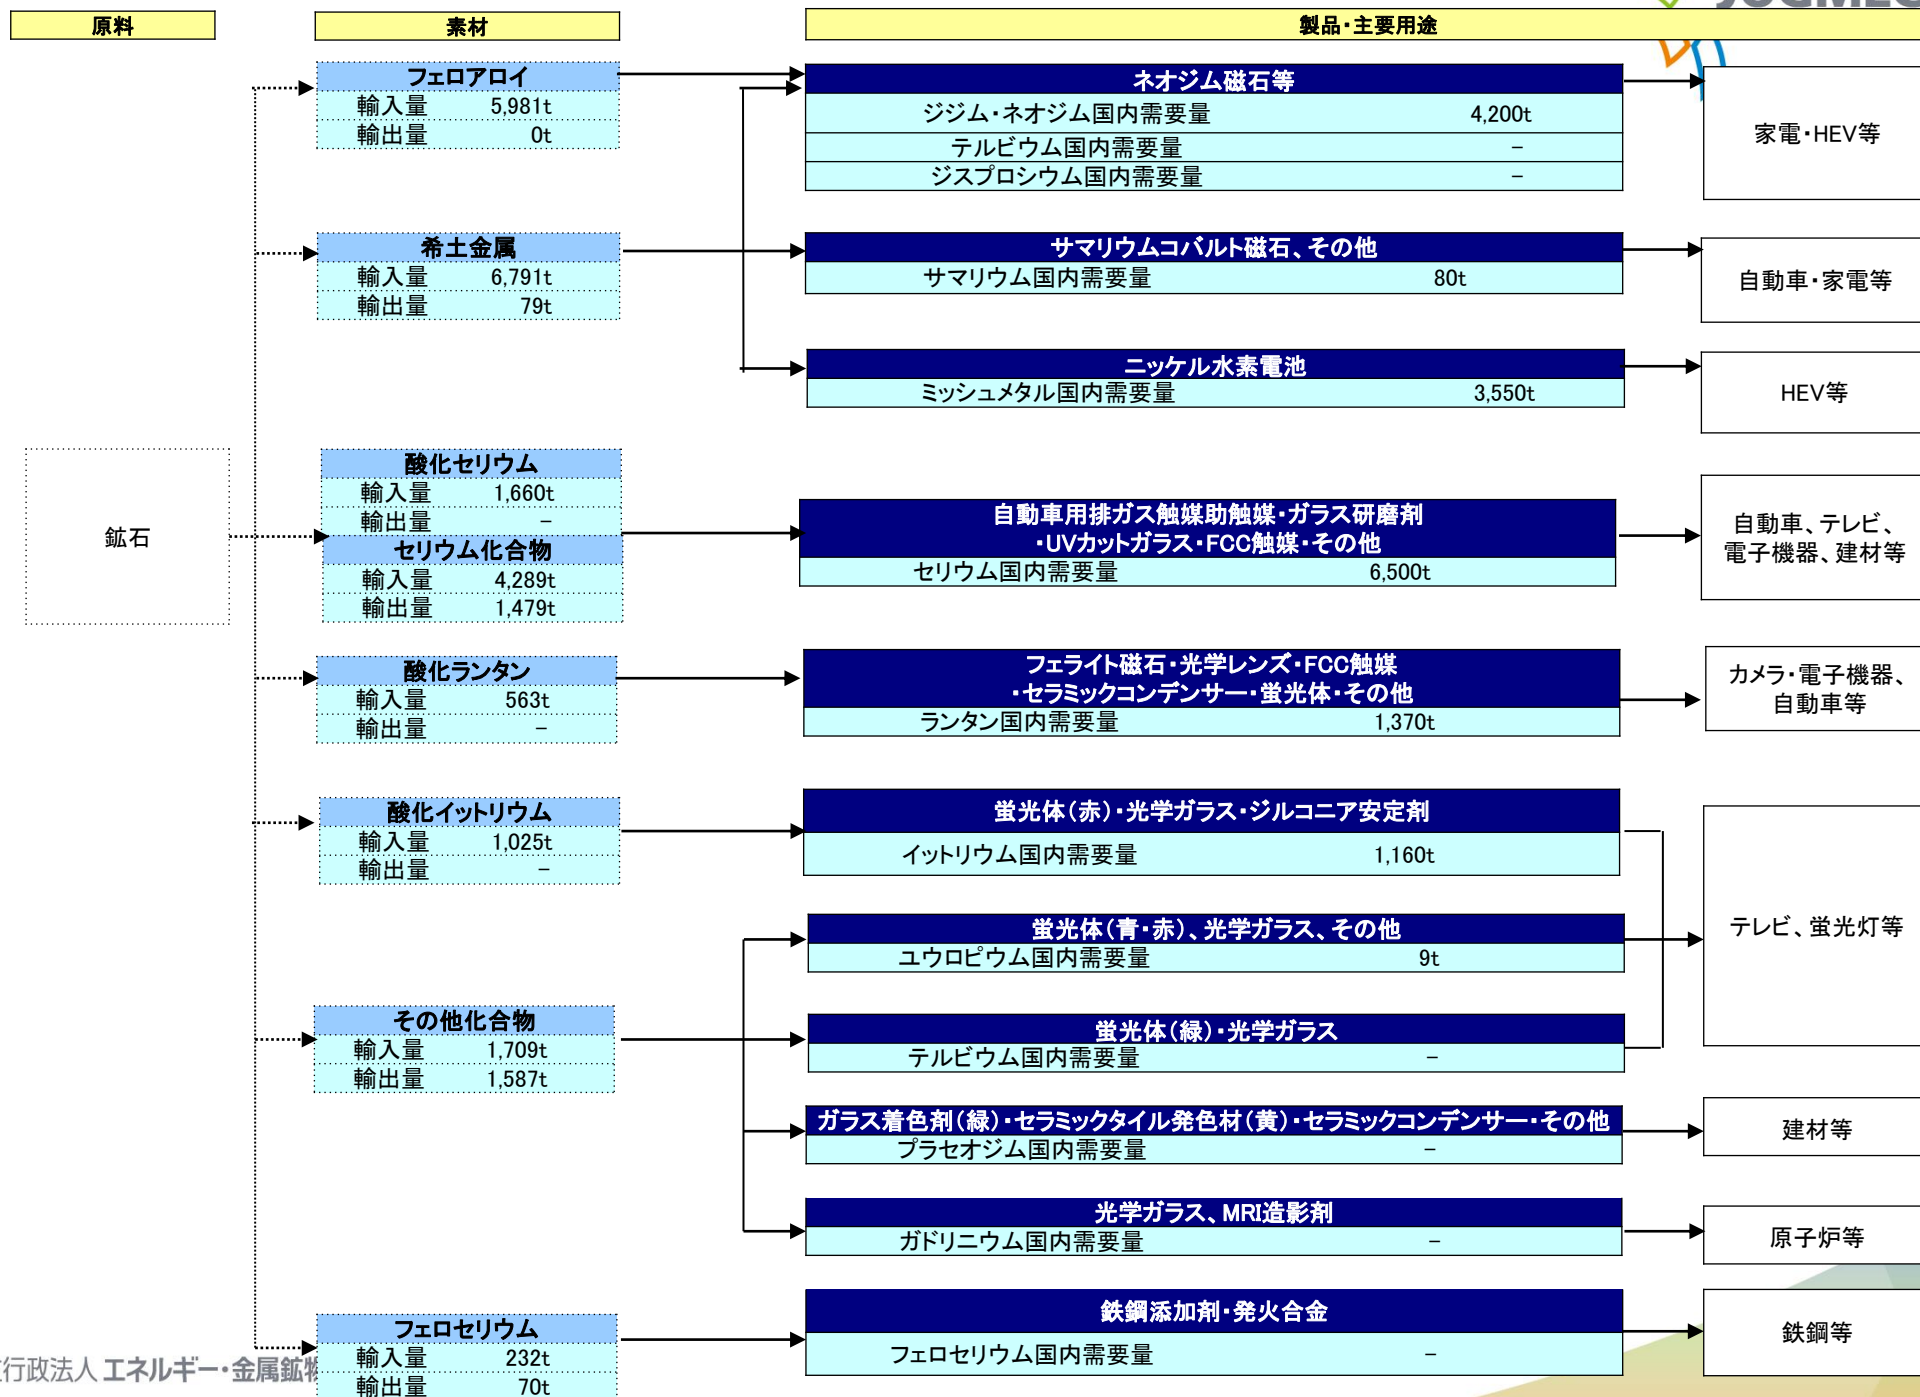 JOGMEC
原料
素材
製品・主要用途
フェロアロイ
輸入量 5,981t
輸出量 0t
ネオジム磁石等
ジジム・ネオジム国内需要量 4,200t
テルビウム国内需要量 －
ジスプロシウム国内需要量 －
家電・HEV等
希土金属
輸入量 6,791t
輸出量 79t
サマリウムコバルト磁石、その他
サマリウム国内需要量 80t
自動車・家電等
ニッケル水素電池
ミッシュメタル国内需要量 3,550t
HEV等
鉱石
酸化セリウム
輸入量 1,660t
輸出量 －
セリウム化合物
輸入量 4,289t
輸出量 1,479t
自動車用排ガス触媒助触媒・ガラス研磨剤
・UVカットガラス・FCC触媒・その他
セリウム国内需要量 6,500t
自動車、テレビ、
電子機器、建材等
酸化ランタン
輸入量 563t
輸出量 －
フェライト磁石・光学レンズ・FCC触媒
・セラミックコンデンサー・蛍光体・その他
ランタン国内需要量 1,370t
カメラ・電子機器、
自動車等
酸化イットリウム
輸入量 1,025t
輸出量 －
蛍光体（赤）・光学ガラス・ジルコニア安定剤
イットリウム国内需要量 1,160t
蛍光体（青・赤）、光学ガラス、その他
ユウロピウム国内需要量 9t
テレビ、蛍光灯等
その他化合物
輸入量 1,709t
輸出量 1,587t
蛍光体（緑）・光学ガラス
テルビウム国内需要量 －
ガラス着色剤（緑）・セラミックタイル発色材（黄）・セラミックコンデンサー・その他
プラセオジム国内需要量 －
建材等
光学ガラス、MRI造影剤
ガドリニウム国内需要量 －
原子炉等
フェロセリウム
輸入量 232t
輸出量 70t
鉄鋼添加剤・発火合金
フェロセリウム国内需要量 －
鉄鋼等
行政法人 エネルギー・金属鉱物